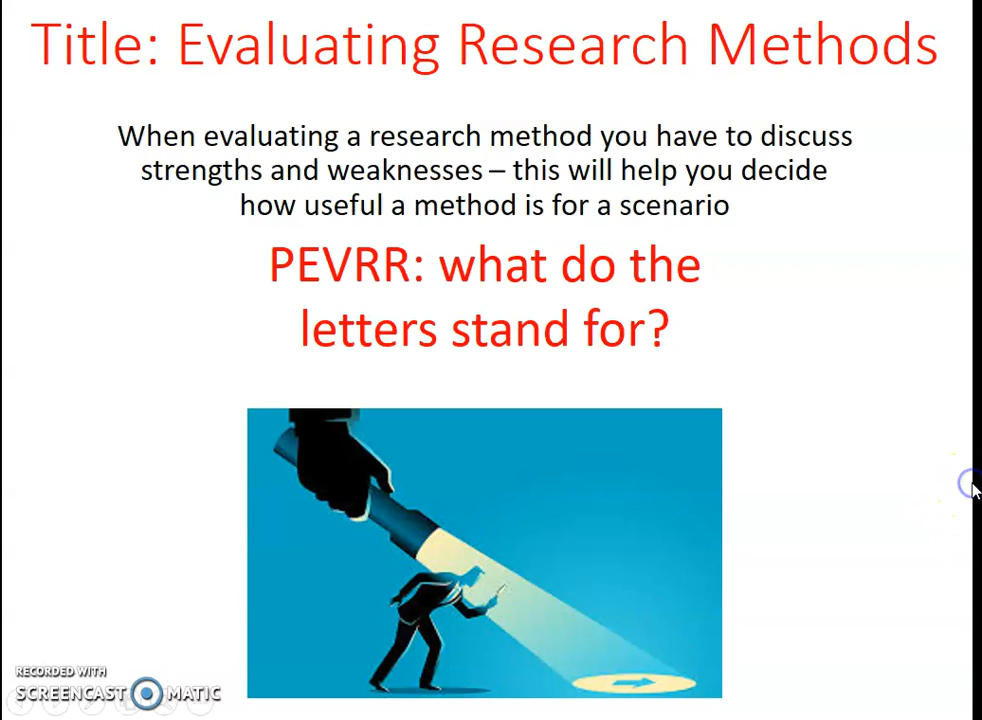 Title: Evaluating Research Methods
When evaluating a research method you have to discuss
strengths and weaknesses – this will help you decide
how useful a method is for a scenario
PEVRR: what do the
letters stand for?
RECORDED WITH
SCREENCAST MATIC